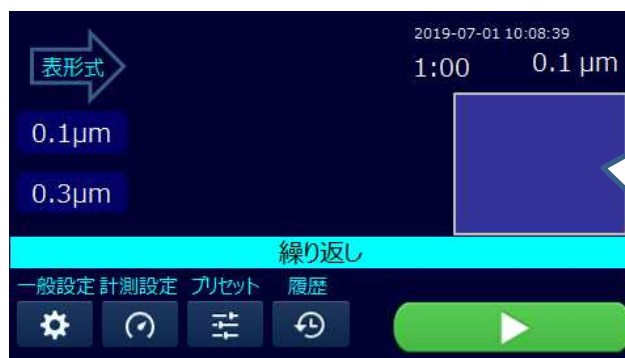 2019-07-01 10:08:39
表形式
1:00 0.1 µm
0.1µm
0.3µm
繰り返し
一般設定 計測設定 プリセット 履歴